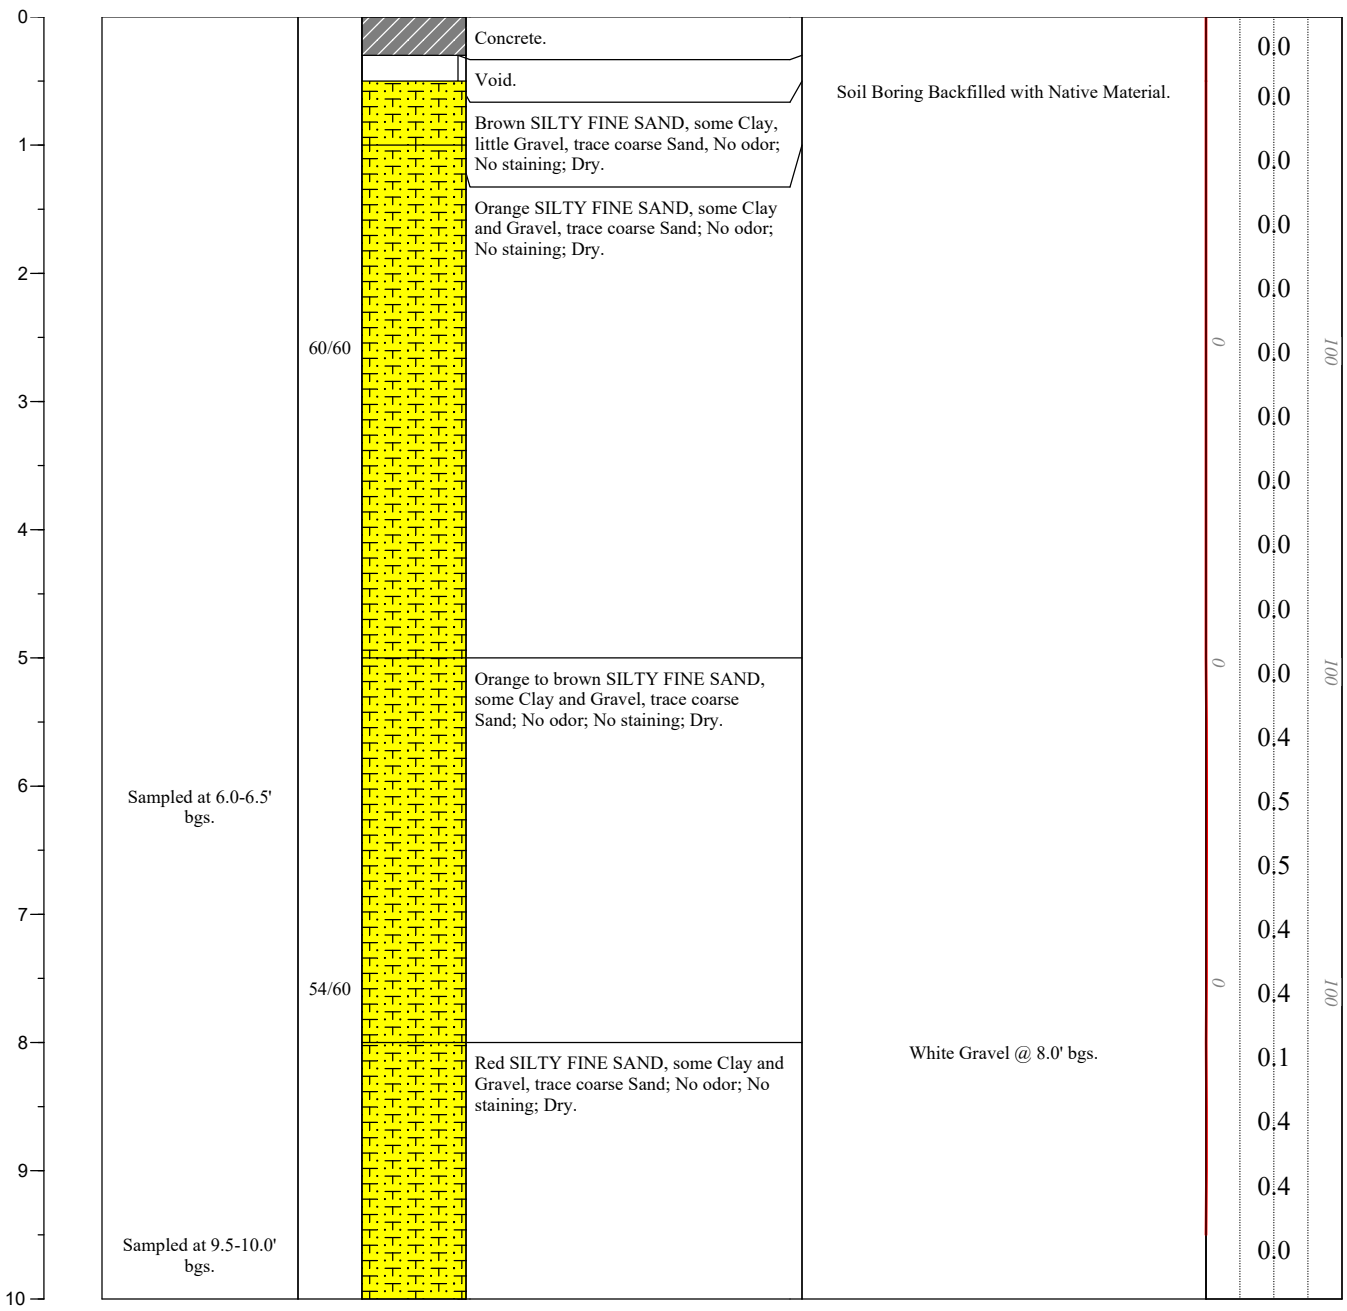 0
Concrete.
0.0
Void.
Soil Boring Backfilled with Native Material.
0.0
Brown SILTY FINE SAND, some Clay,
little Gravel, trace coarse Sand, No odor;
No staining; Dry.
1
0.0
Orange SILTY FINE SAND, some Clay
and Gravel, trace coarse Sand; No odor;
No staining; Dry.
0.0
2
0.0
60/60
0
0.0
100
3
0.0
0.0
4
0.0
0.0
5
0
0.0
100
Orange to brown SILTY FINE SAND,
some Clay and Gravel, trace coarse
Sand; No odor; No staining; Dry.
0.4
6
Sampled at 6.0-6.5'
bgs.
0.5
0.5
7
0.4
54/60
0
0.4
100
8
White Gravel @ 8.0' bgs.
0.1
Red SILTY FINE SAND, some Clay and
Gravel, trace coarse Sand; No odor; No
staining; Dry.
0.4
9
0.4
Sampled at 9.5-10.0'
bgs.
0.0
10